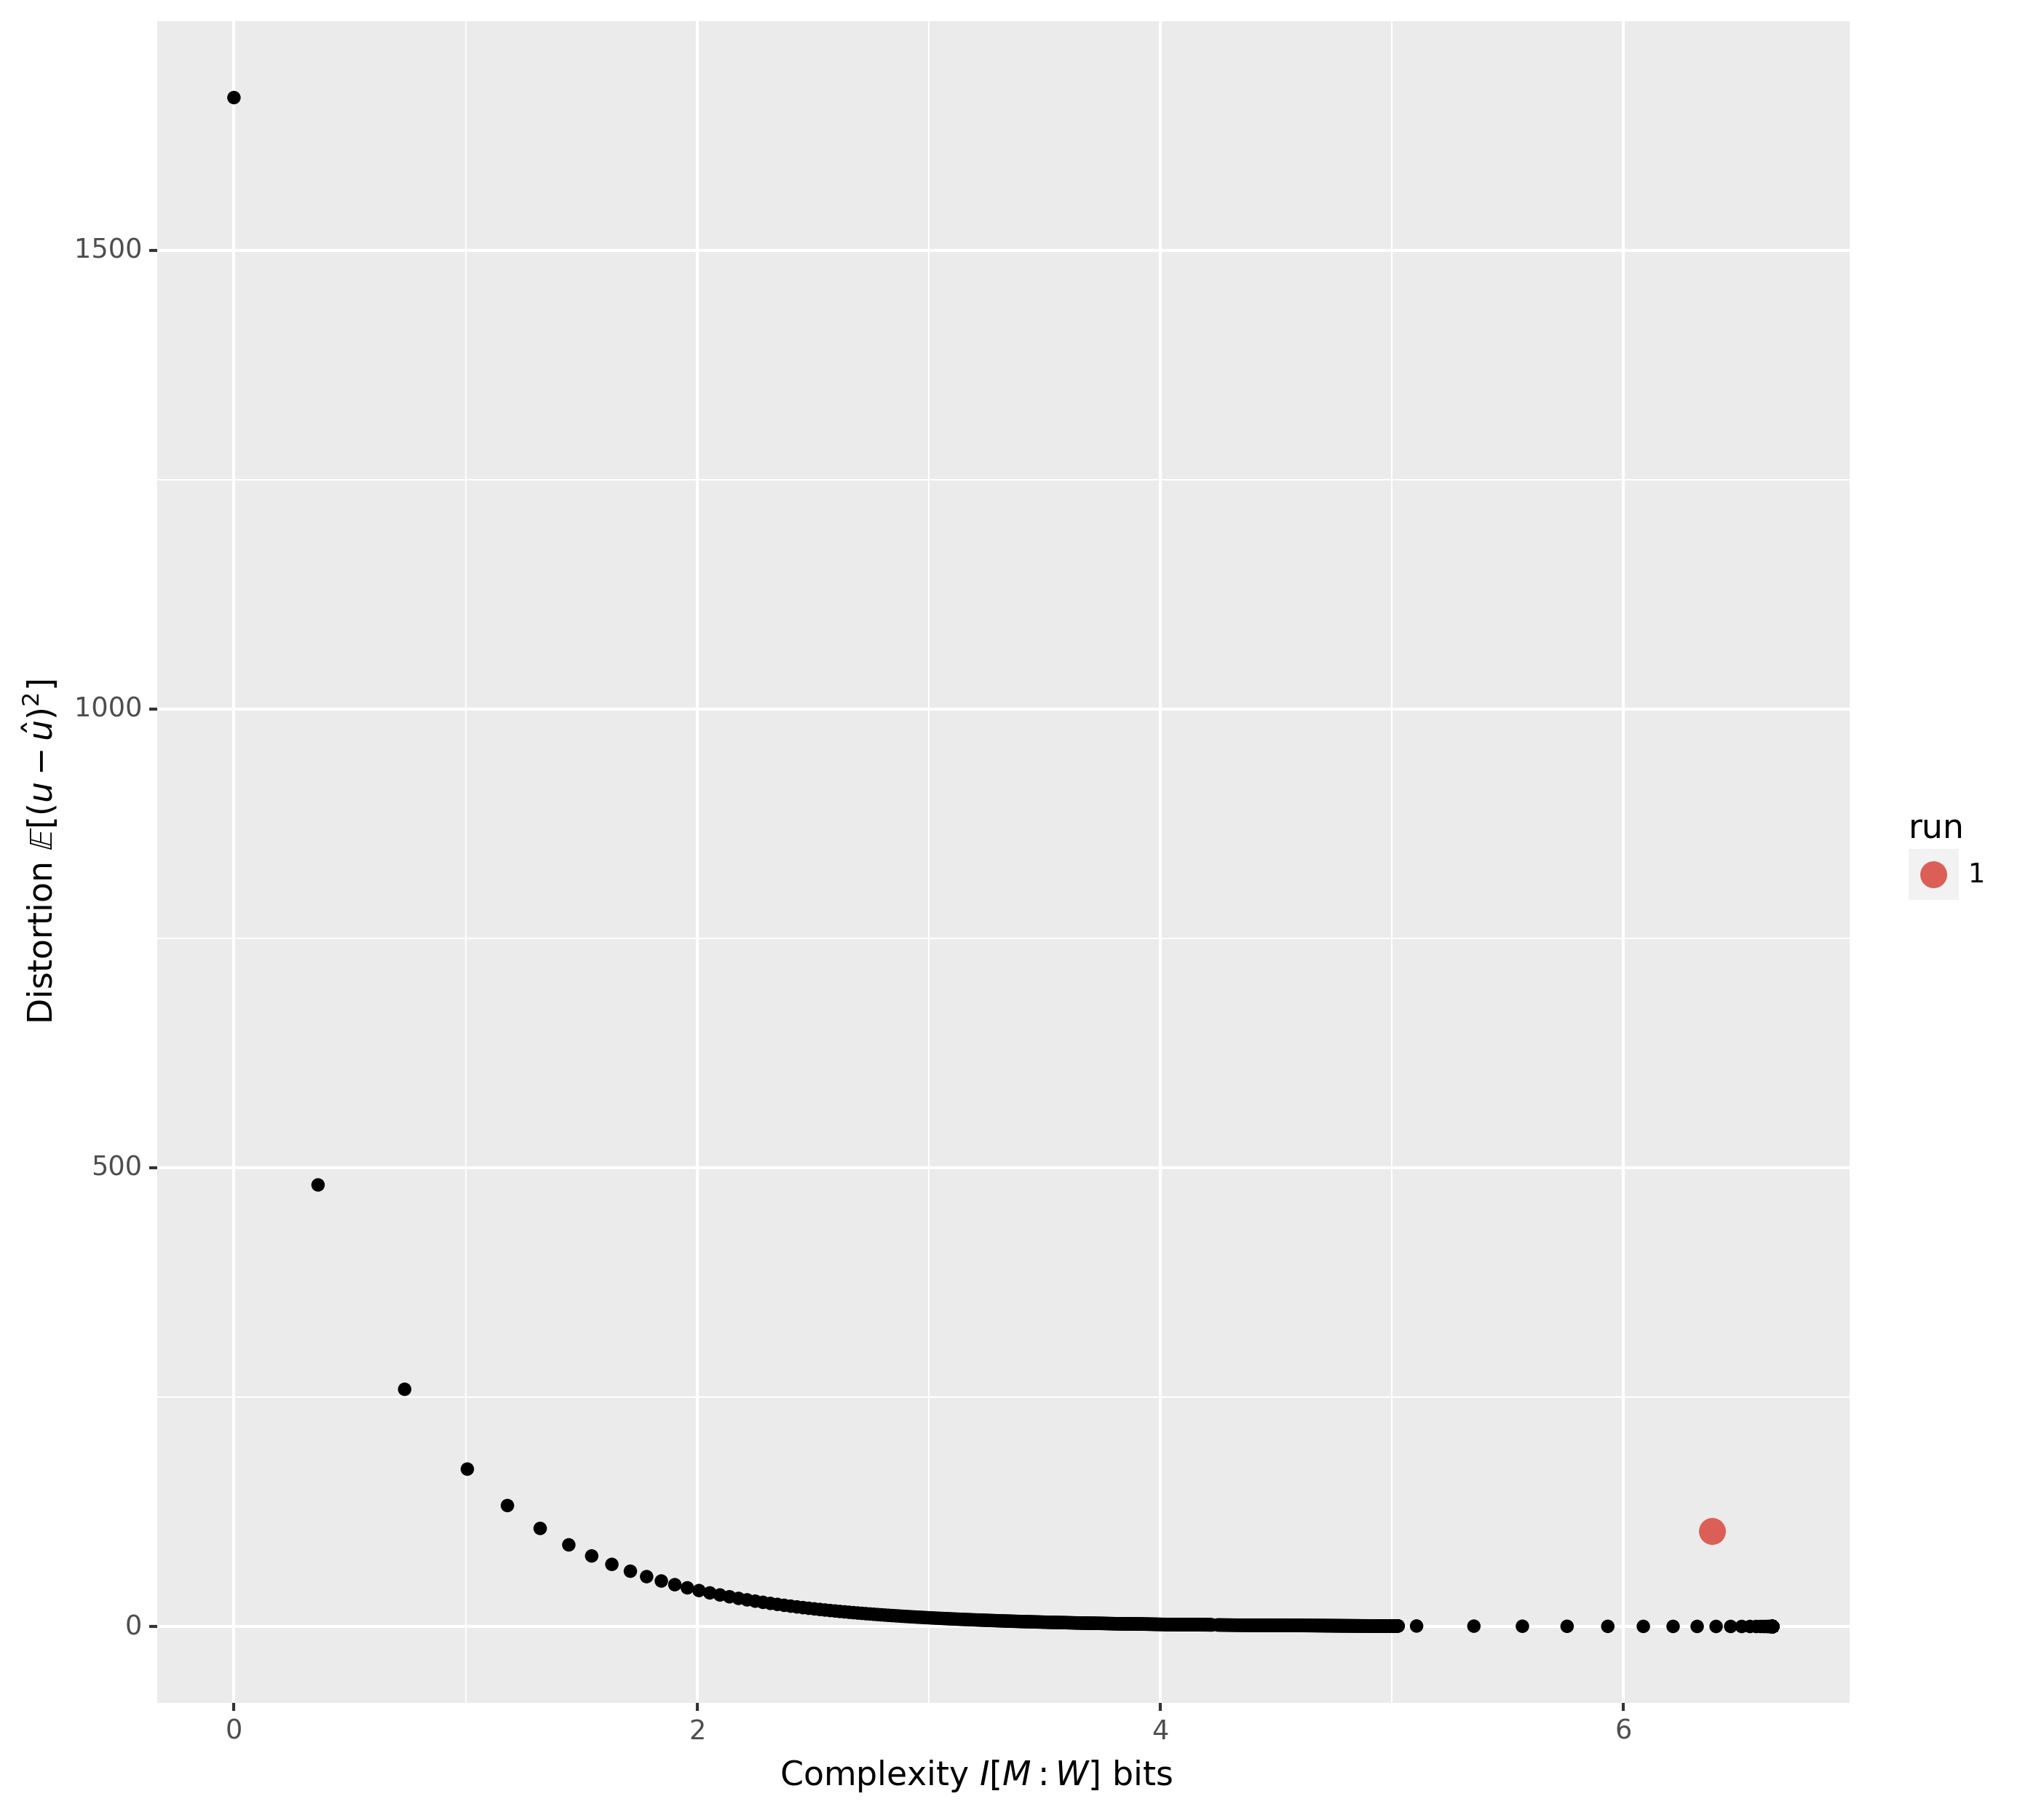 1500
1000
500
0
Distortion 𝔼[(u − û)²]
0 2 4 6
Complexity I[M : W] bits
run
1